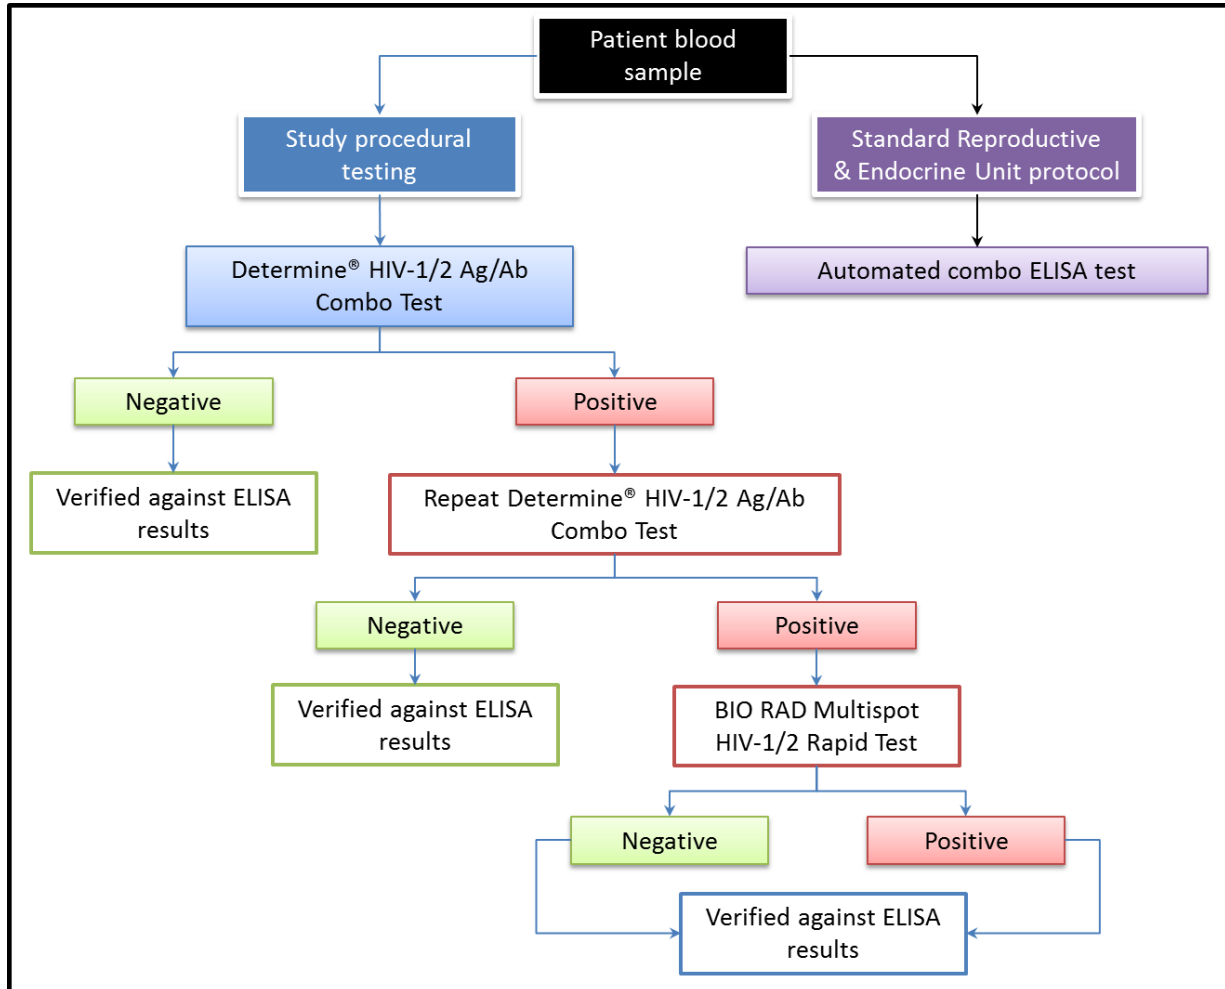 Patient blood
sample
Study procedural
testing
Standard Reproductive
& Endocrine Unit protocol
Determine® HIV-1/2 Ag/Ab
Combo Test
Automated combo ELISA test
Negative
Positive
Verified against ELISA
results
Repeat Determine® HIV-1/2 Ag/Ab
Combo Test
Negative
Positive
Verified against ELISA
results
BIO RAD Multispot
HIV-1/2 Rapid Test
Negative
Positive
Verified against ELISA
results